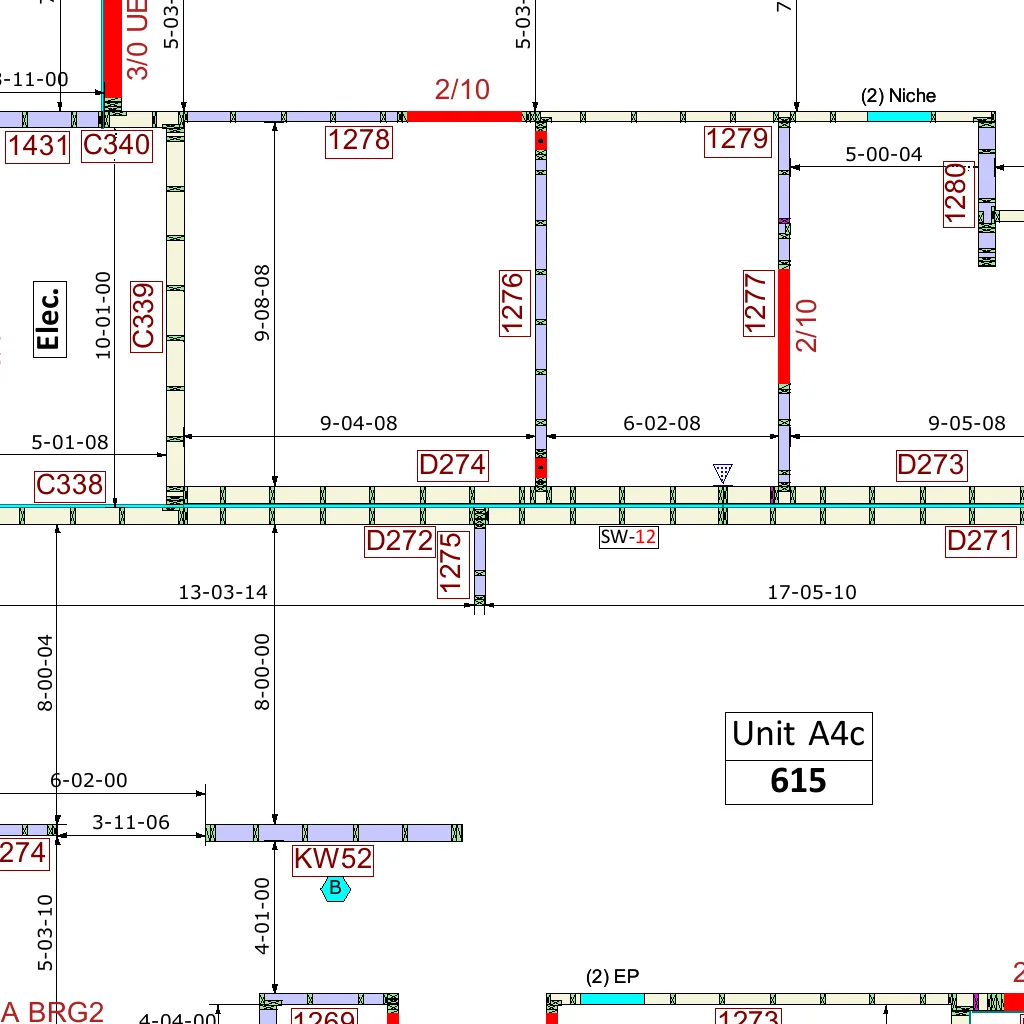 3/0 UE
5-03-
5-03-
7
3-11-00
2/10
(2) Niche
1431
C340
1278
1279
5-00-04
1280
Elec.
10-01-00
C339
9-08-08
1276
1277
2/10
5-01-08
9-04-08
6-02-08
9-05-08
C338
D274
D273
D272
1275
SW-12
D271
13-03-14
17-05-10
8-00-04
8-00-00
Unit A4c
615
6-02-00
3-11-06
274
KW52
B
5-03-10
4-01-00
(2) EP
2
A BRG2
4-04-00
1269
1273